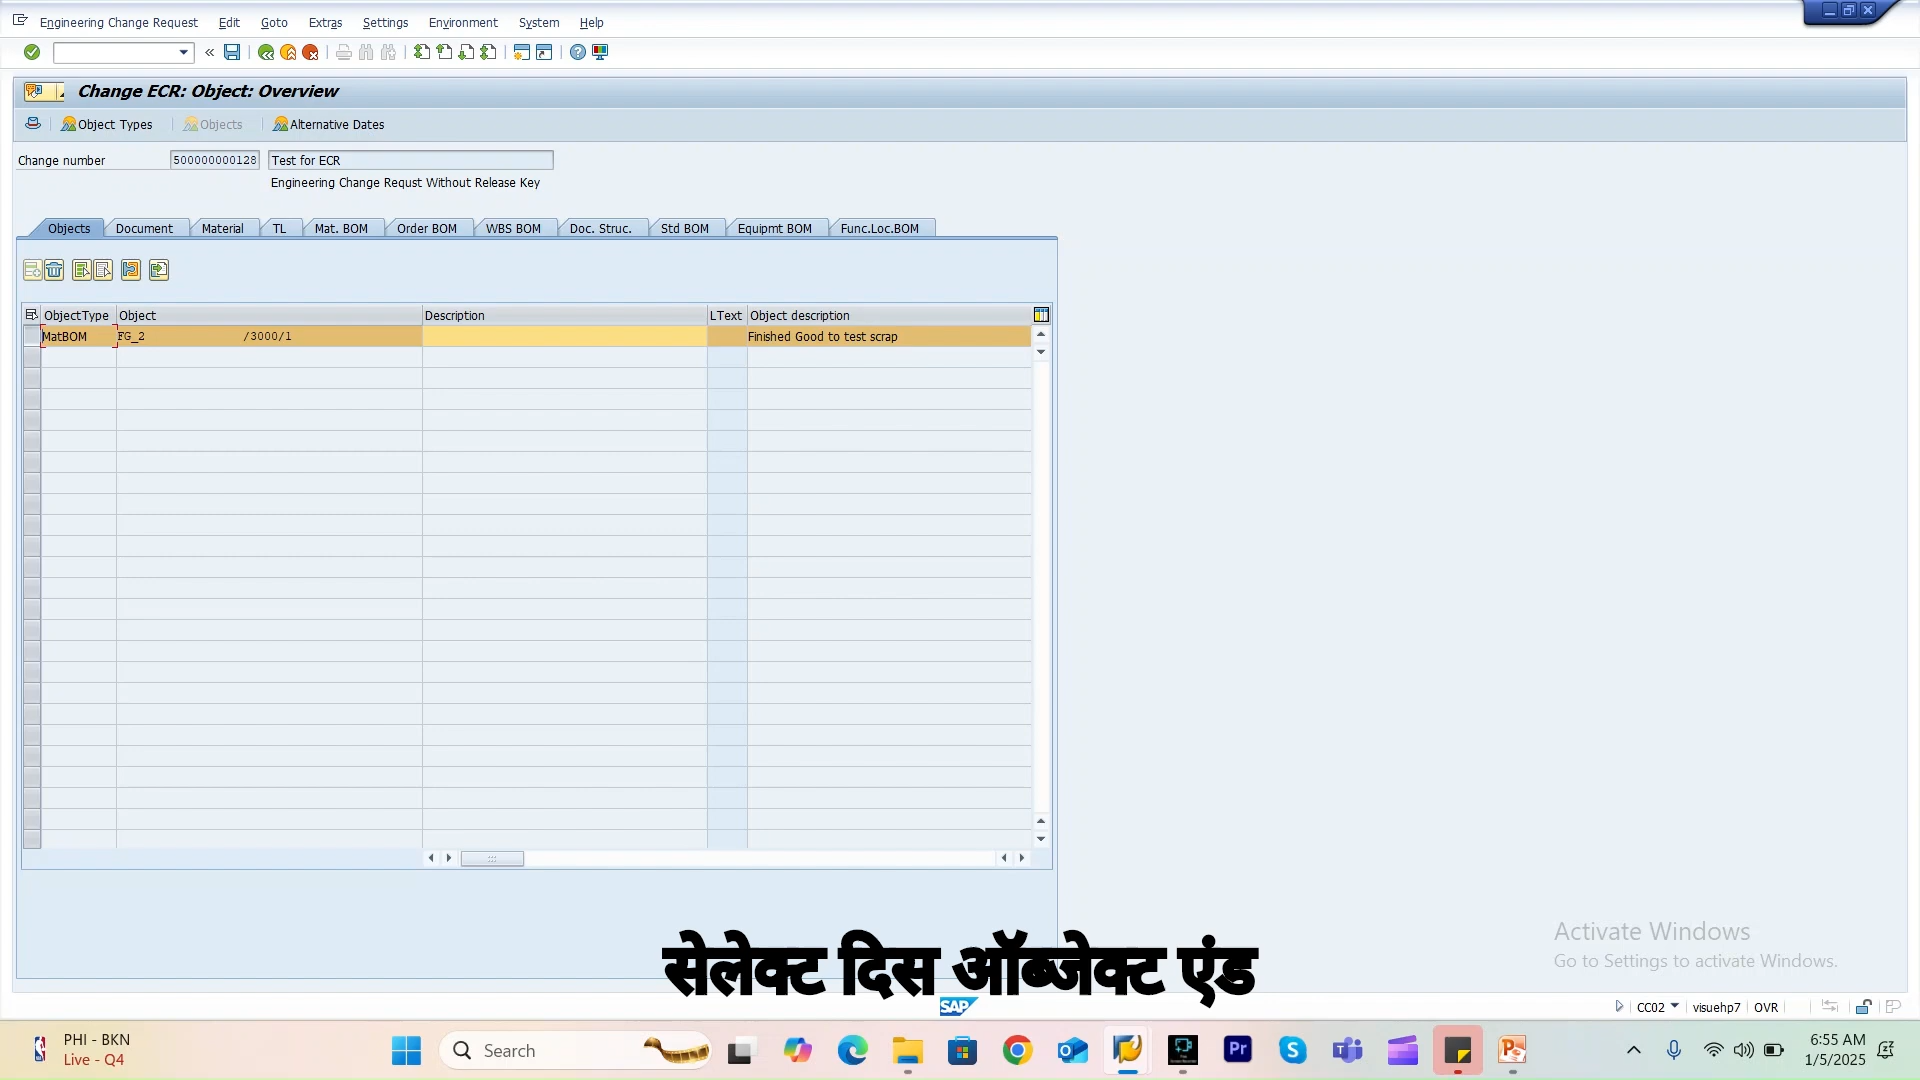 Engineering Change Request Edit Goto Extras Settings Environment System Help
Change ECR: Object: Overview
Object Types Objects Alternative Dates
Change number 500000000128 Test for ECR
Engineering Change Requst Without Release Key
Objects Document Material TL Mat. BOM Order BOM WBS BOM Doc. Struc. Std BOM Equipmt BOM Func.Loc.BOM
ObjectType Object Description LText Object description
MatBOM FG_2 /3000/1 Finished Good to test scrap
Activate Windows
Go to Settings to activate Windows.
सेलेक्ट दिस ऑब्जेक्ट एंड
SAP
CC02 visuehp7 OVR
PHI - BKN
Live - Q4
Search
Pr
6:55 AM
1/5/2025